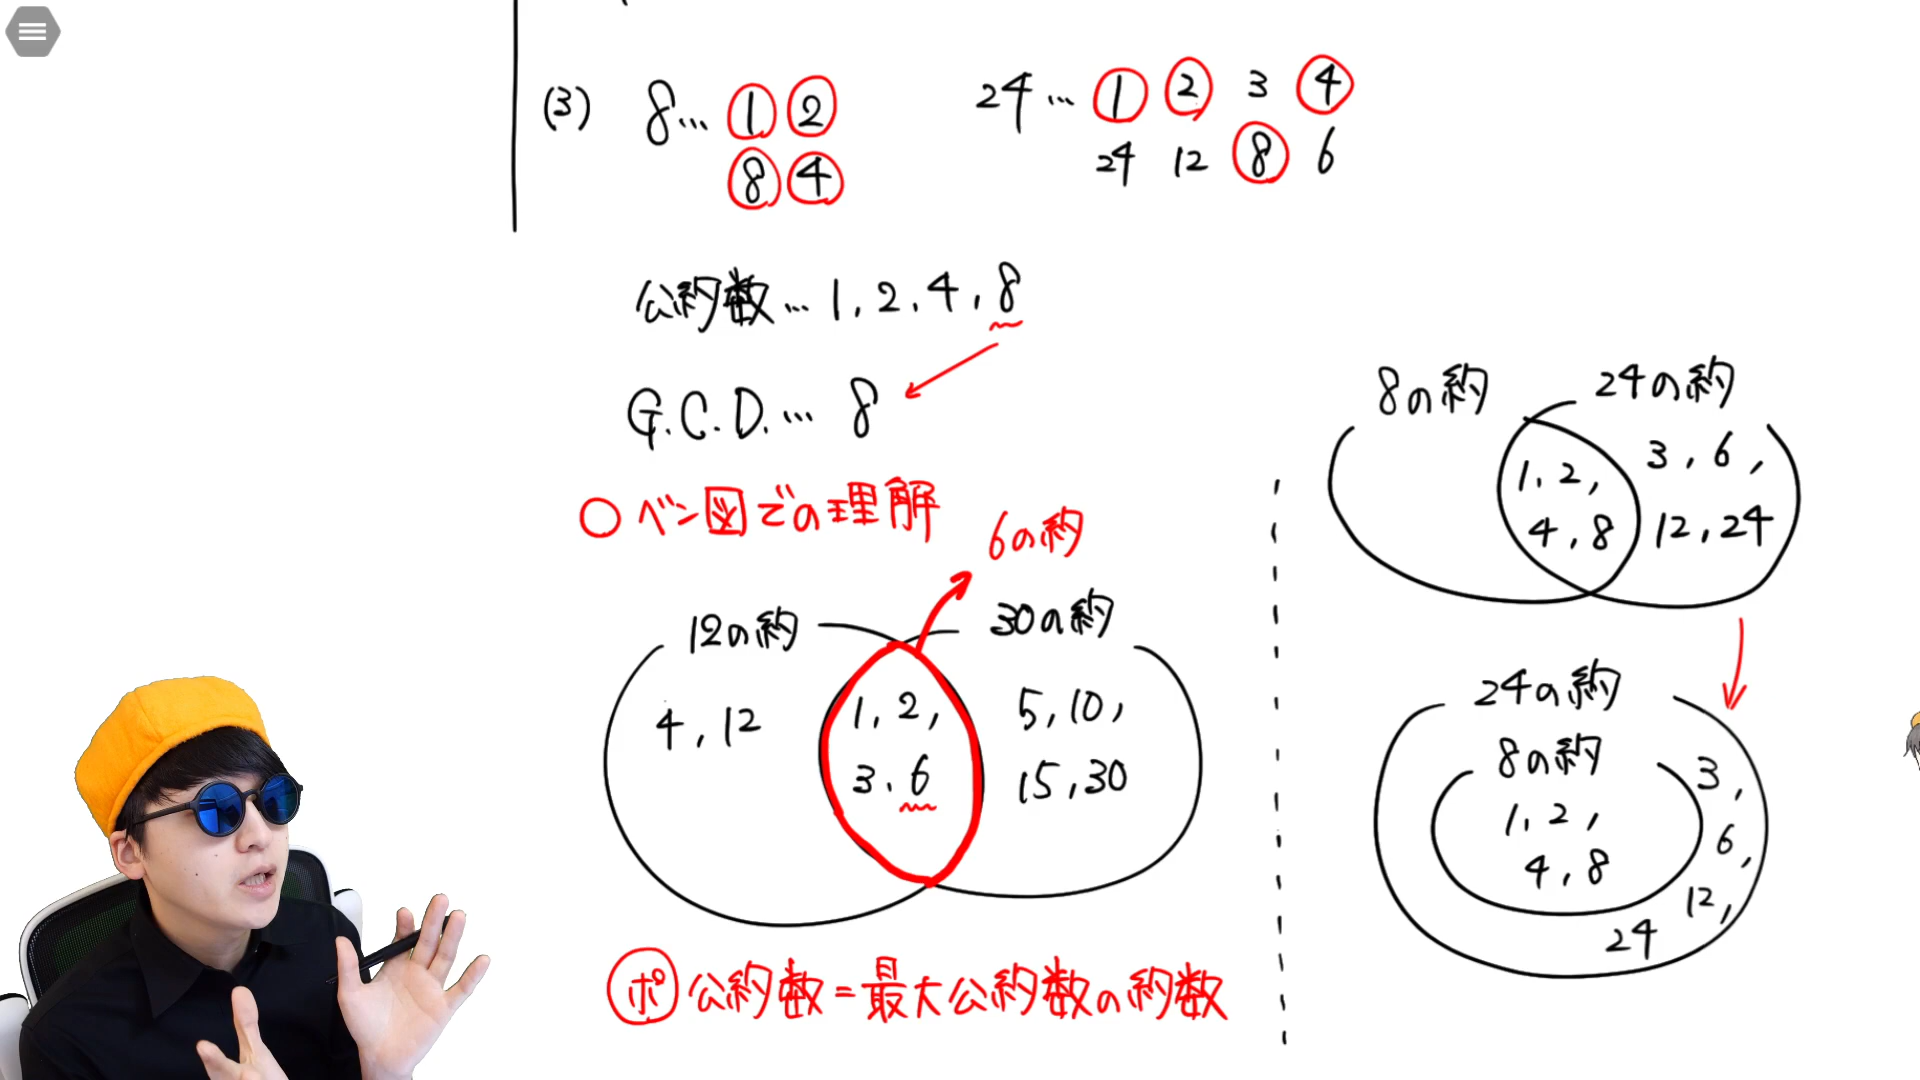 (3) 8… 1 2 24… 1 2 3 4
8 4 24 12 8 6
公約数… 1, 2, 4, 8
G.C.D.… 8
○ ベン図での理解
6の約
12の約 30の約
4, 12
1, 2,
3, 6
5, 10,
15, 30
ポ 公約数=最大公約数の約数
8の約 24の約
1, 2,
4, 8
3, 6,
12, 24
24の約
8の約
1, 2,
4, 8
3,
6,
12,
24